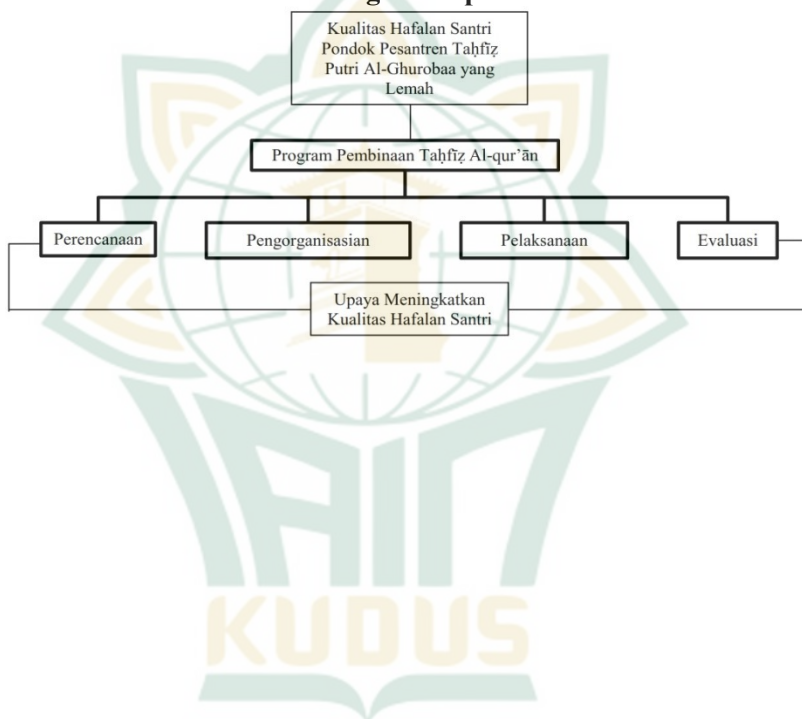 Kualitas Hafalan Santri
Pondok Pesantren Taḥfīẓ
Putri Al-Ghurobaa yang
Lemah
Program Pembinaan Taḥfīẓ Al-qur’ān
Perencanaan
Pengorganisasian
Pelaksanaan
Evaluasi
Upaya Meningkatkan
Kualitas Hafalan Santri
IAIN
KUDUS